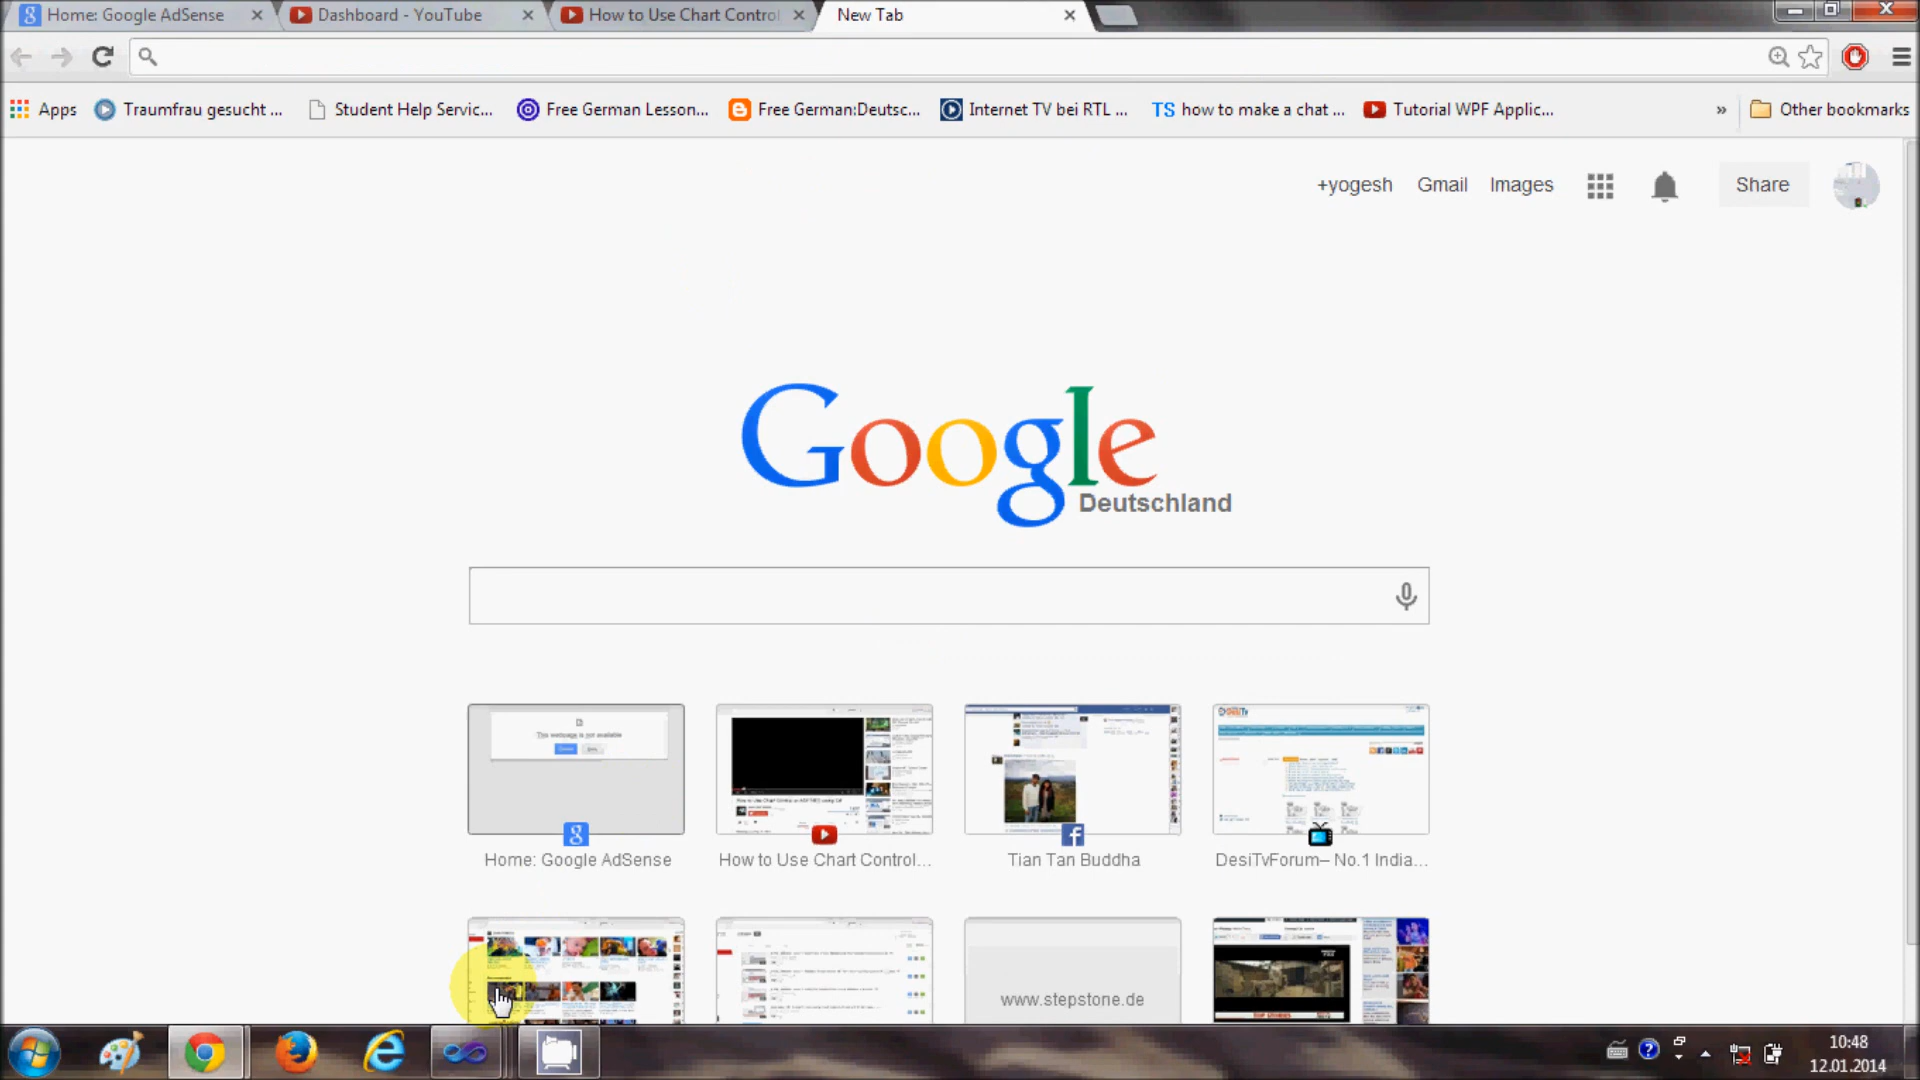 Home: Google AdSense
Dashboard - YouTube
How to Use Chart Control
New Tab
Apps
Traumfrau gesucht ...
Student Help Servic...
Free German Lesson...
Free German:Deutsc...
Internet TV bei RTL ...
TS how to make a chat ...
Tutorial WPF Applic...
»
Other bookmarks
+yogesh
Gmail
Images
Share
Google
Deutschland
This webpage is not available
Home: Google AdSense
How to Use Chart Control...
Tian Tan Buddha
DesiTvForum– No.1 India...
www.stepstone.de
10:48
12.01.2014